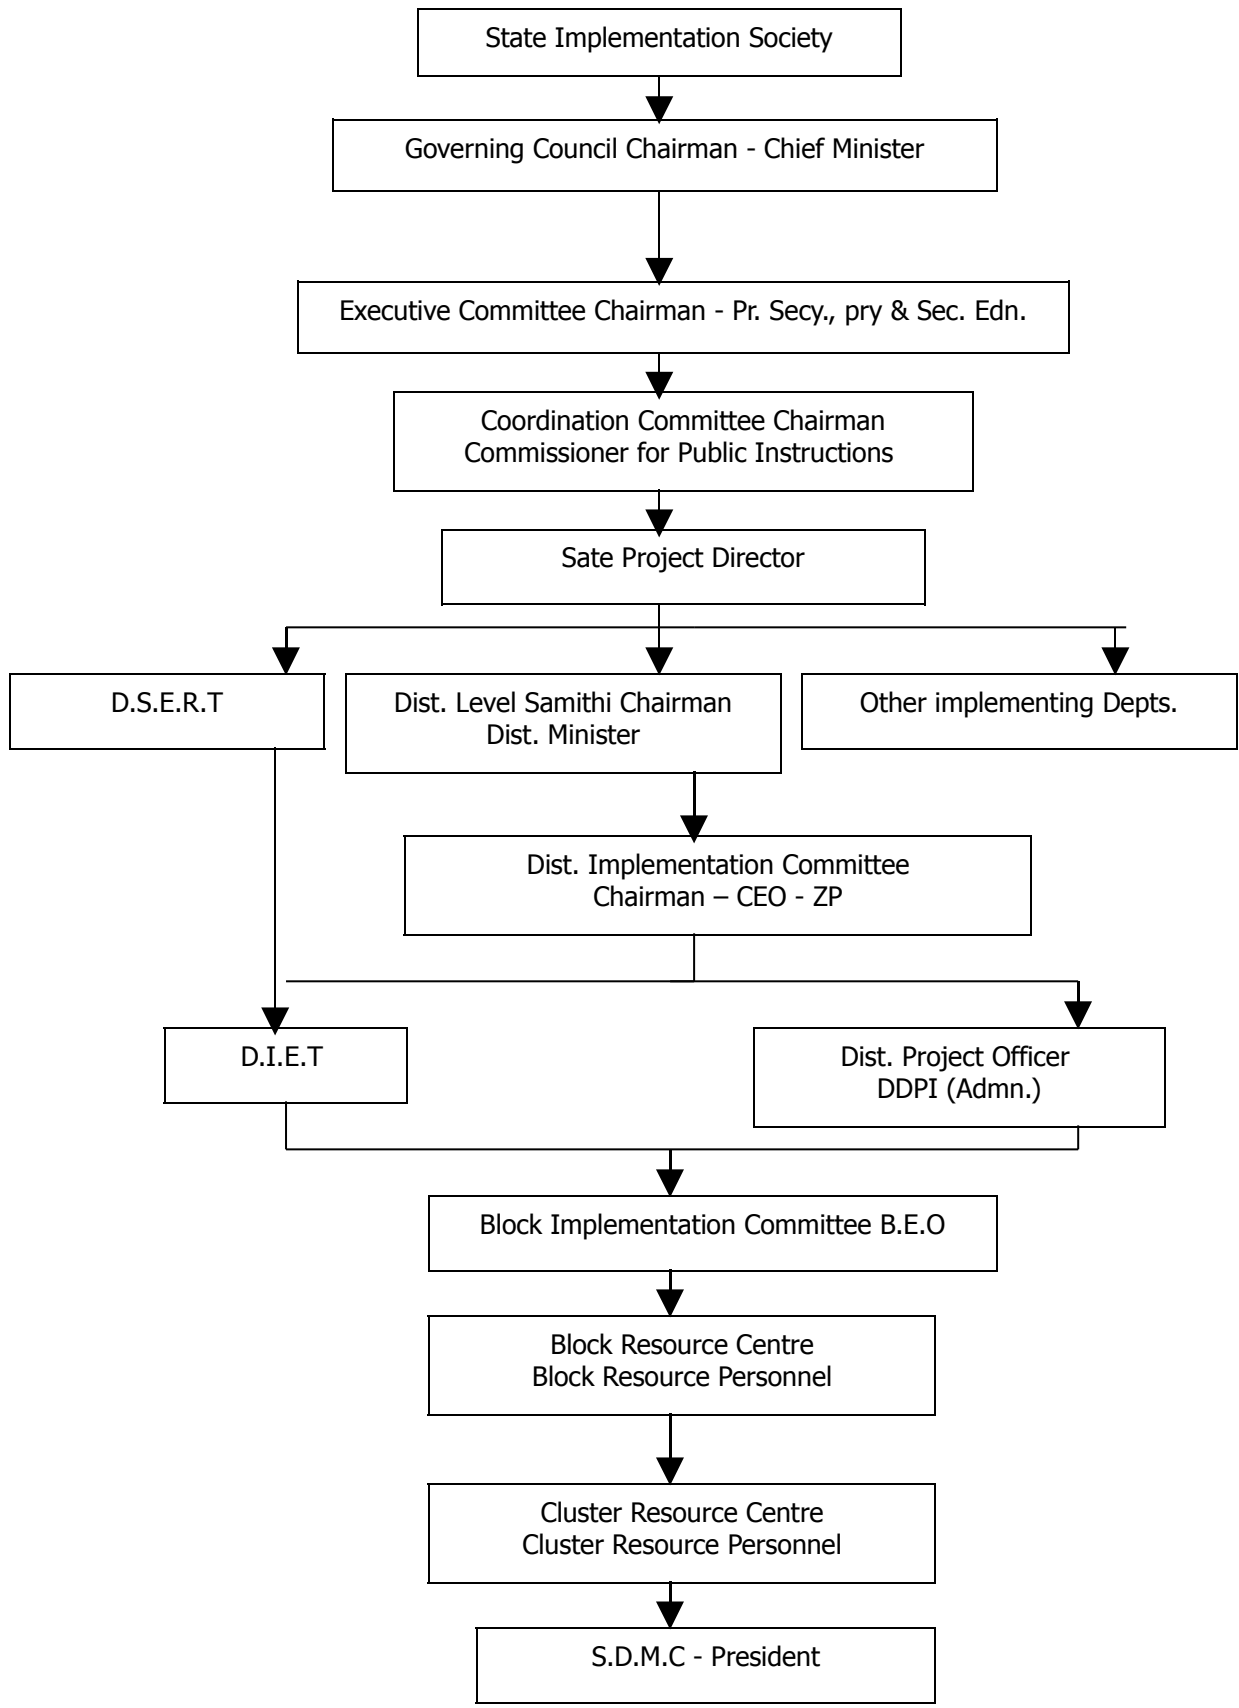 State Implementation Society
Governing Council Chairman - Chief Minister
Executive Committee Chairman - Pr. Secy., pry & Sec. Edn.
Coordination Committee Chairman
Commissioner for Public Instructions
Sate Project Director
D.S.E.R.T
Dist. Level Samithi Chairman
Dist. Minister
Other implementing Depts.
Dist. Implementation Committee
Chairman – CEO - ZP
D.I.E.T
Dist. Project Officer
DDPI (Admn.)
Block Implementation Committee B.E.O
Block Resource Centre
Block Resource Personnel
Cluster Resource Centre
Cluster Resource Personnel
S.D.M.C - President